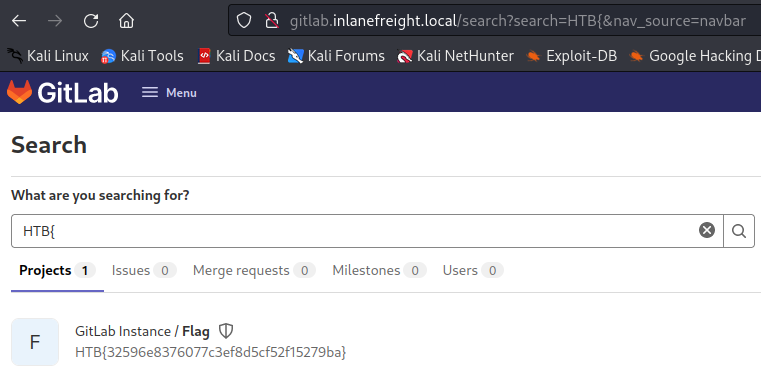 gitlab.inlanefreight.local/search?search=HTB{&nav_source=navbar
Kali Linux Kali Tools Kali Docs Kali Forums Kali NetHunter Exploit-DB Google Hacking D
GitLab Menu
Search
What are you searching for?
HTB{
Projects 1 Issues 0 Merge requests 0 Milestones 0 Users 0
F GitLab Instance / Flag
HTB{32596e8376077c3ef8d5cf52f15279ba}